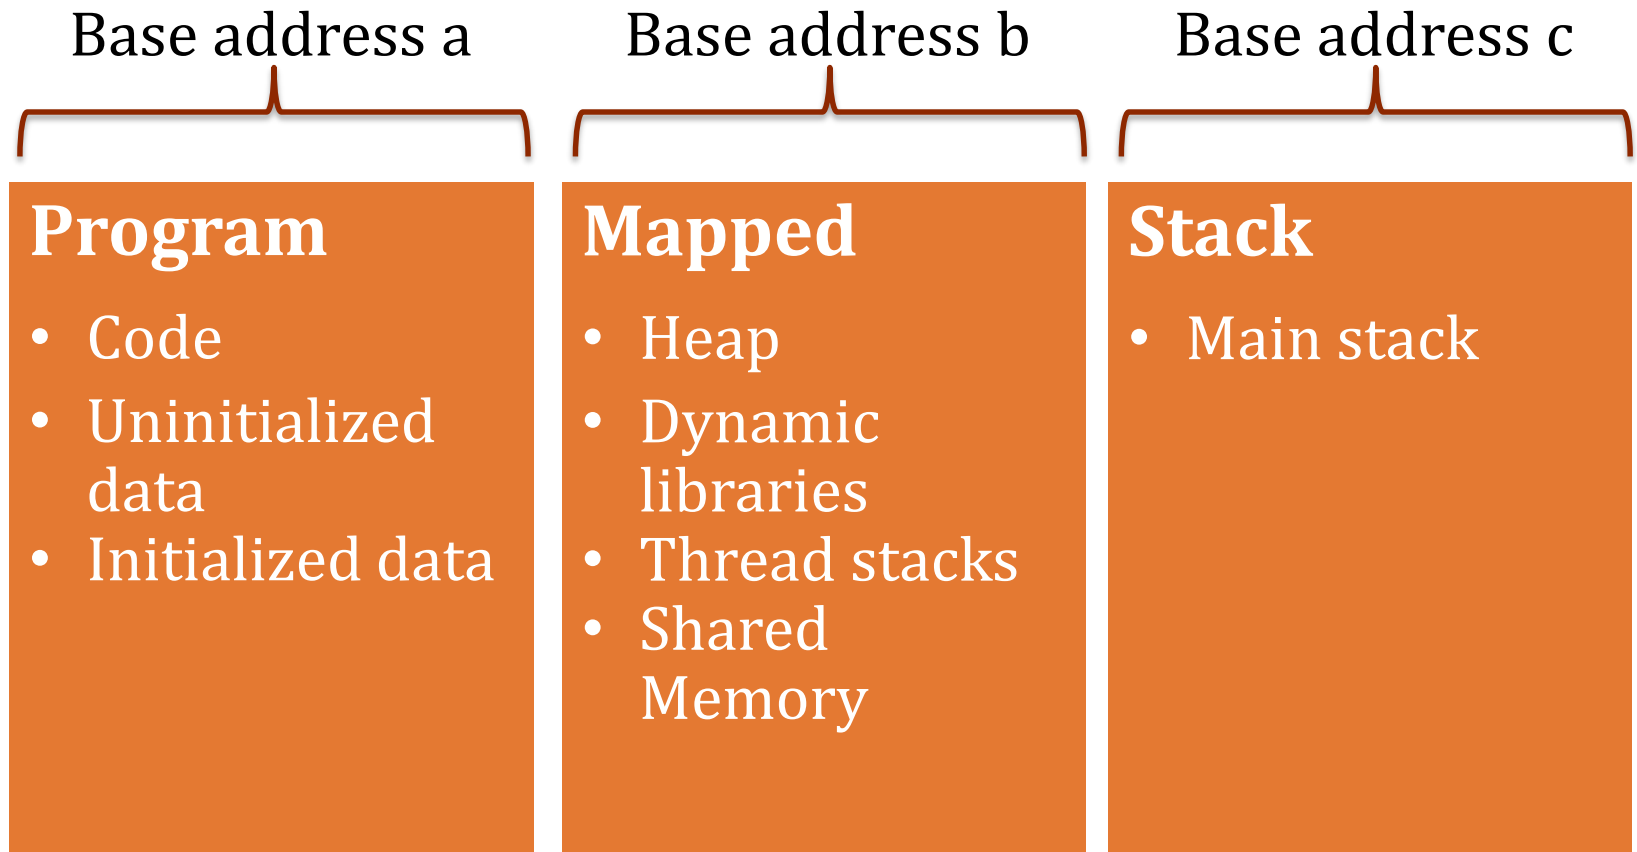 Base address a
Base address b
Base address c
Program
• Code
• Uninitialized
data
• Initialized data
Mapped
• Heap
• Dynamic
libraries
• Thread stacks
• Shared
Memory
Stack
• Main stack